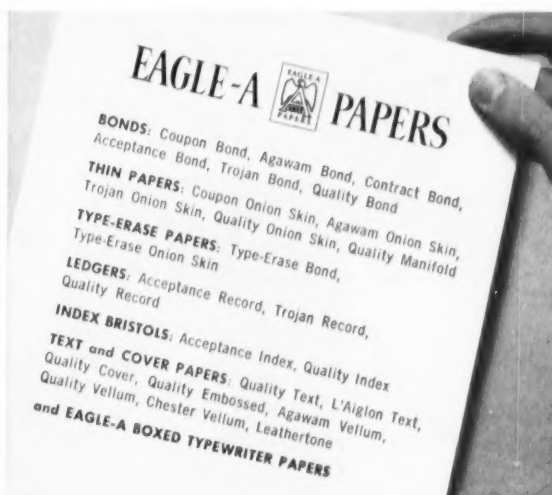 EAGLE-A EAGLE-A PAPERS PAPERS
BONDS: Coupon Bond, Agawam Bond, Contract Bond,
Acceptance Bond, Trojan Bond, Quality Bond
THIN PAPERS: Coupon Onion Skin, Agawam Onion Skin,
Trojan Onion Skin, Quality Onion Skin, Quality Manifold
TYPE-ERASE PAPERS: Type-Erase Bond,
Type-Erase Onion Skin
LEDGERS: Acceptance Record, Trojan Record,
Quality Record
INDEX BRISTOLS: Acceptance Index, Quality Index
TEXT and COVER PAPERS: Quality Text, L'Aiglon Text,
Quality Cover, Quality Embossed, Agawam Vellum,
Quality Vellum, Chester Vellum, Leathertone
and EAGLE-A BOXED TYPEWRITER PAPERS